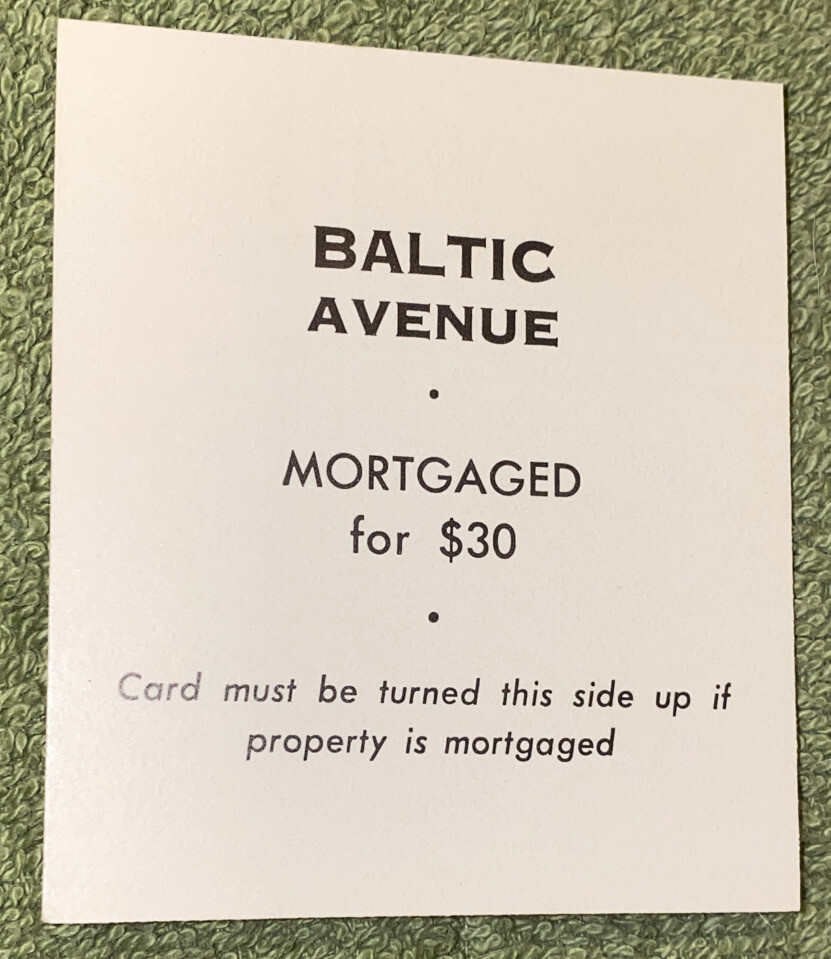 BALTIC
AVENUE
•
MORTGAGED
for $30
•
Card must be turned this side up if
property is mortgaged